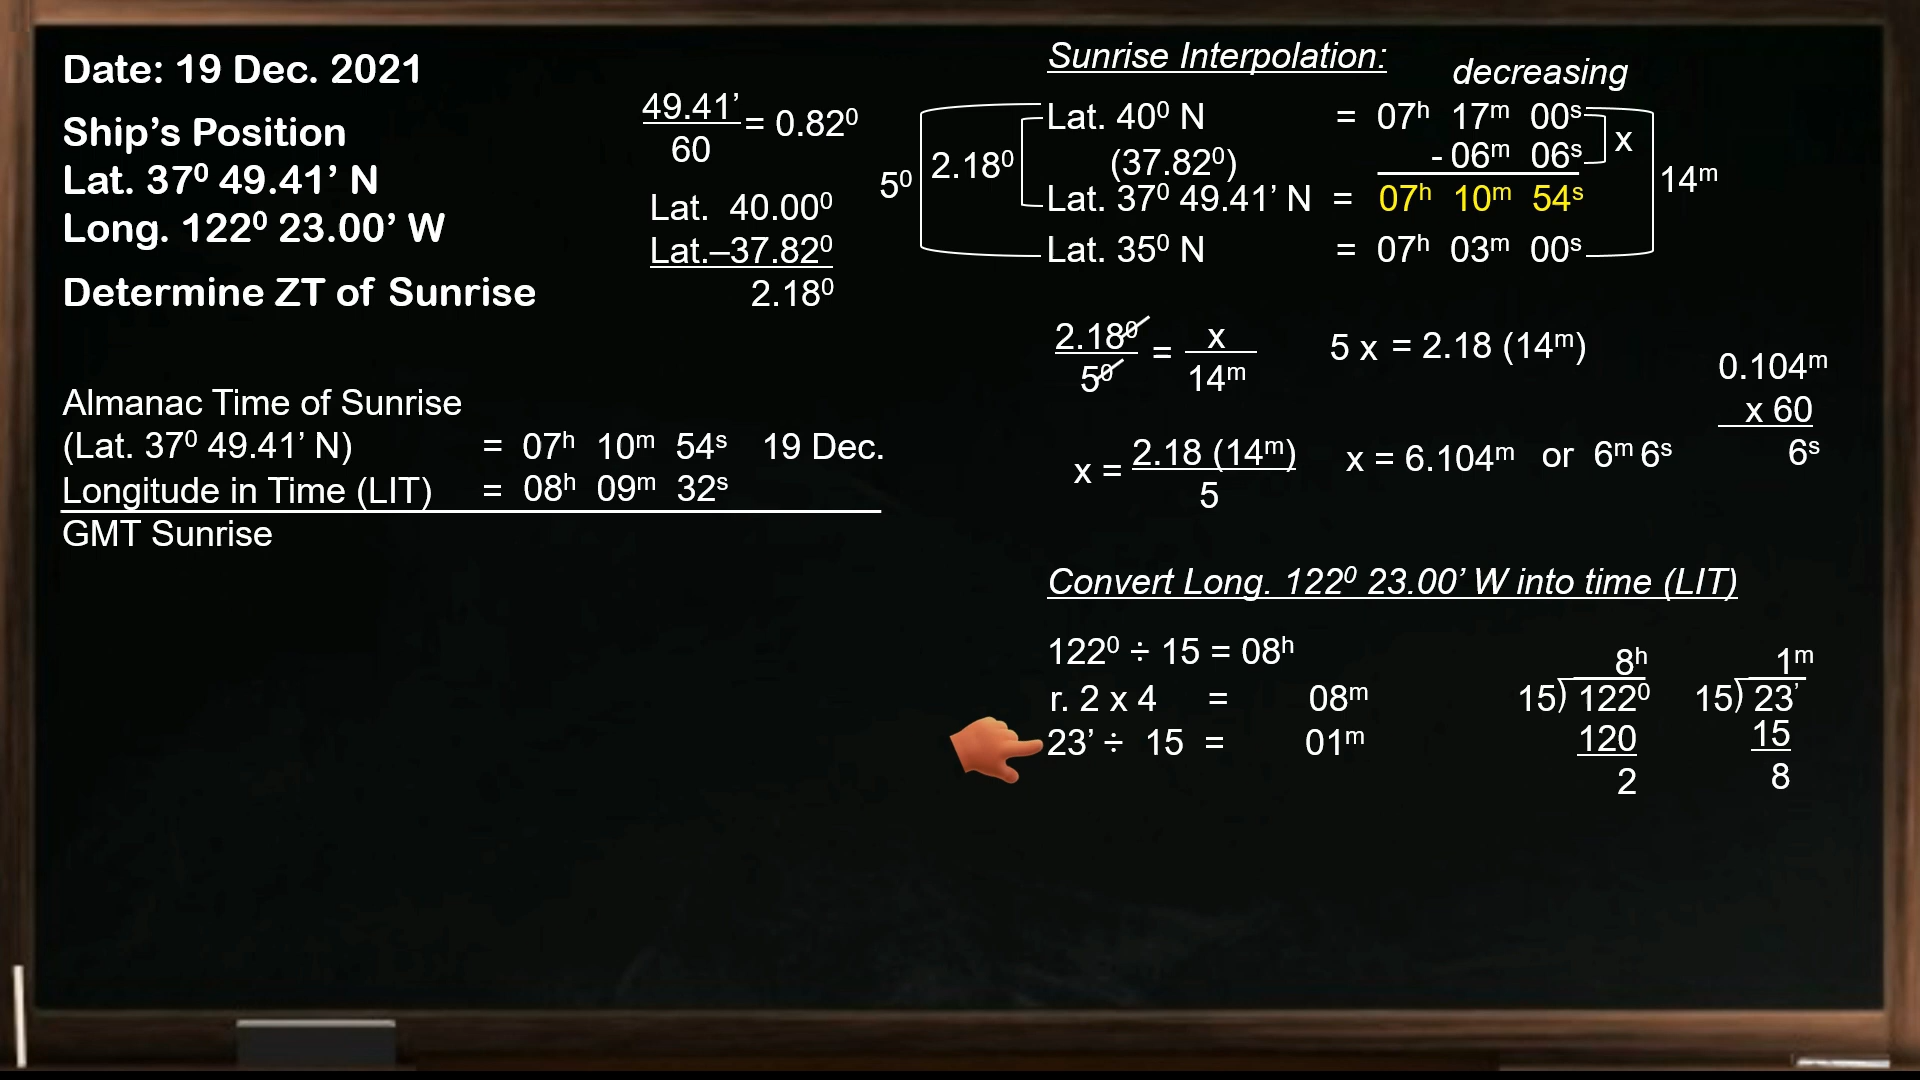 Date: 19 Dec. 2021
Ship’s Position
Lat. 37⁰ 49.41’ N
Long. 122⁰ 23.00’ W
Determine ZT of Sunrise
49.41’
60
= 0.82⁰
Lat. 40.00⁰
Lat.–37.82⁰
2.18⁰
Almanac Time of Sunrise
(Lat. 37⁰ 49.41’ N) = 07ʰ 10ᵐ 54ˢ 19 Dec.
Longitude in Time (LIT) = 08ʰ 09ᵐ 32ˢ
GMT Sunrise
Sunrise Interpolation:
decreasing
Lat. 40⁰ N = 07ʰ 17ᵐ 00ˢ
(37.82⁰) - 06ᵐ 06ˢ
Lat. 37⁰ 49.41’ N = 07ʰ 10ᵐ 54ˢ
Lat. 35⁰ N = 07ʰ 03ᵐ 00ˢ
5⁰
2.18⁰
x
14ᵐ
2.18⁰
5⁰
=
x
14ᵐ
5 x = 2.18 (14ᵐ)
x =
2.18 (14ᵐ)
5
x = 6.104ᵐ or 6ᵐ 6ˢ
0.104ᵐ
x 60
6ˢ
Convert Long. 122⁰ 23.00’ W into time (LIT)
122⁰ ÷ 15 = 08ʰ
r. 2 x 4 = 08ᵐ
23’ ÷ 15 = 01ᵐ
8ʰ
15) 122⁰
120
2
1ᵐ
15) 23’
15
8